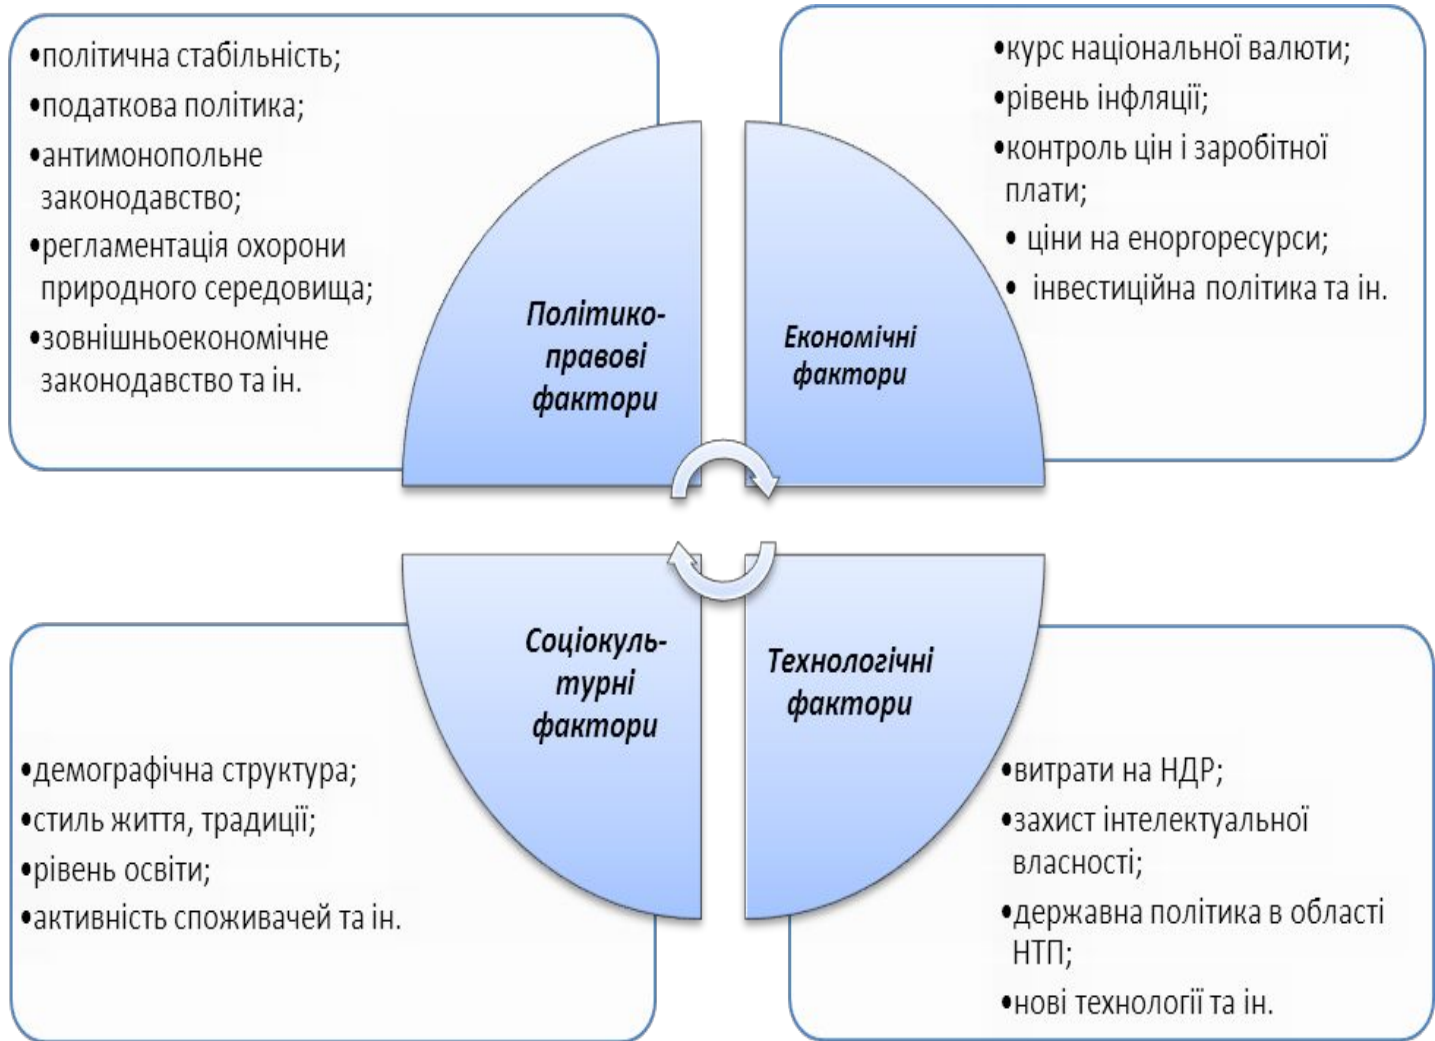 •політична стабільність;
•податкова політика;
•антимонопольне
законодавство;
•регламентація охорони
природного середовища;
•зовнішньоекономічне
законодавство та ін.
•курс національної валюти;
•рівень інфляції;
•контроль цін і заробітної
плати;
• ціни на еноргоресурси;
• інвестиційна політика та ін.
Політико-
правові
фактори
Економічні
фактори
Соціокуль-
турні
фактори
Технологічні
фактори
•демографічна структура;
•стиль життя, традиції;
•рівень освіти;
•активність споживачей та ін.
•витрати на НДР;
•захист інтелектуальної
власності;
•державна політика в області
НТП;
•нові технології та ін.